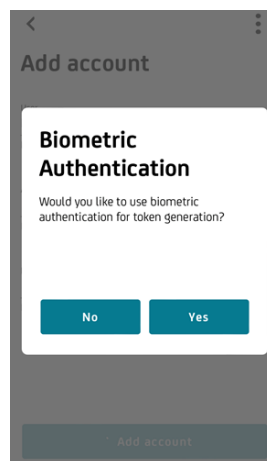 Add account
Biometric
Authentication
Would you like to use biometric
authentication for token generation?
No
Yes
Add account